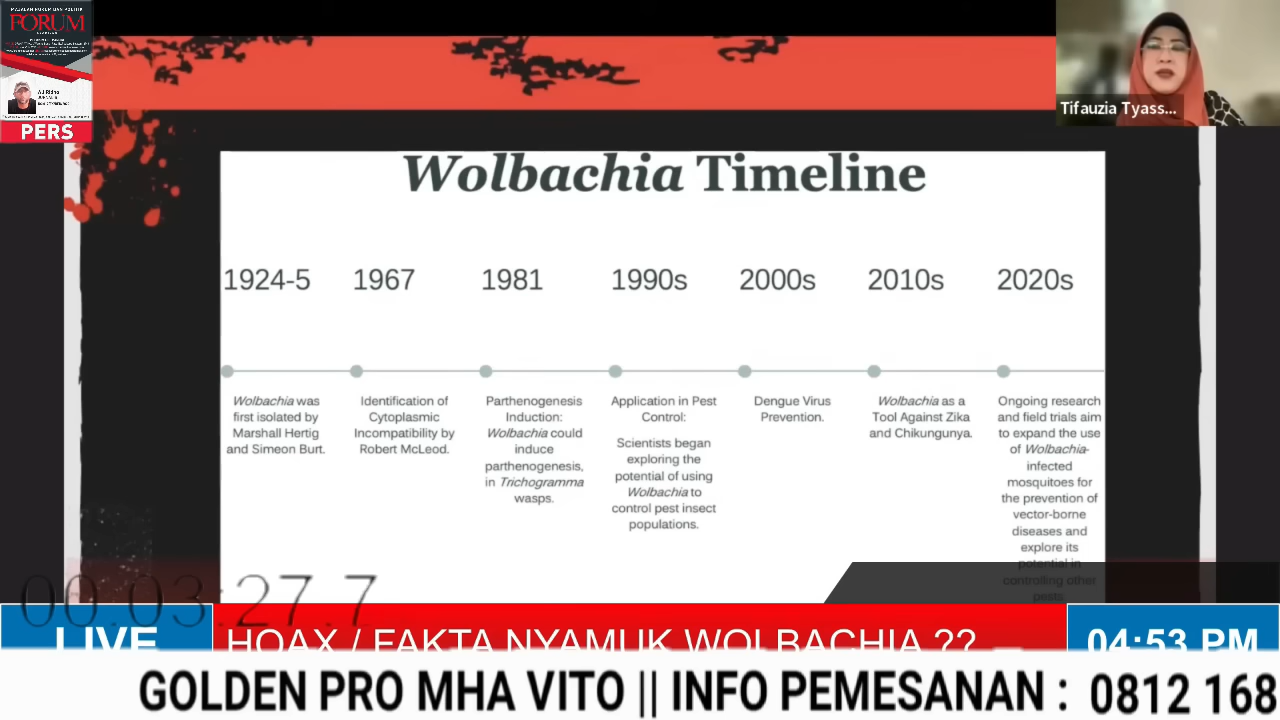 FORUM
PERS
Tifauzia Tyass...
Wolbachia Timeline
1924-5
1967
1981
1990s
2000s
2010s
2020s
Wolbachia was
first isolated by
Marshall Hertig
and Simeon Burt.
Identification of
Cytoplasmic
Incompatibility by
Robert McLeod.
Parthenogenesis
Induction:
Wolbachia could
induce
parthenogenesis,
in Trichogramma
wasps.
Application in Pest
Control:
Scientists began
exploring the
potential of using
Wolbachia to
control pest insect
populations.
Dengue Virus
Prevention.
Wolbachia as a
Tool Against Zika
and Chikungunya.
Ongoing research
and field trials aim
to expand the use
of Wolbachia-
infected
mosquitoes for
the prevention of
vector-borne
diseases and
explore its
potential in
controlling other
pests.
00:03:27.7
LIVE
HOAX / FAKTA NYAMUK WOLBACHIA ??
04:53 PM
GOLDEN PRO MHA VITO || INFO PEMESANAN : 0812 168